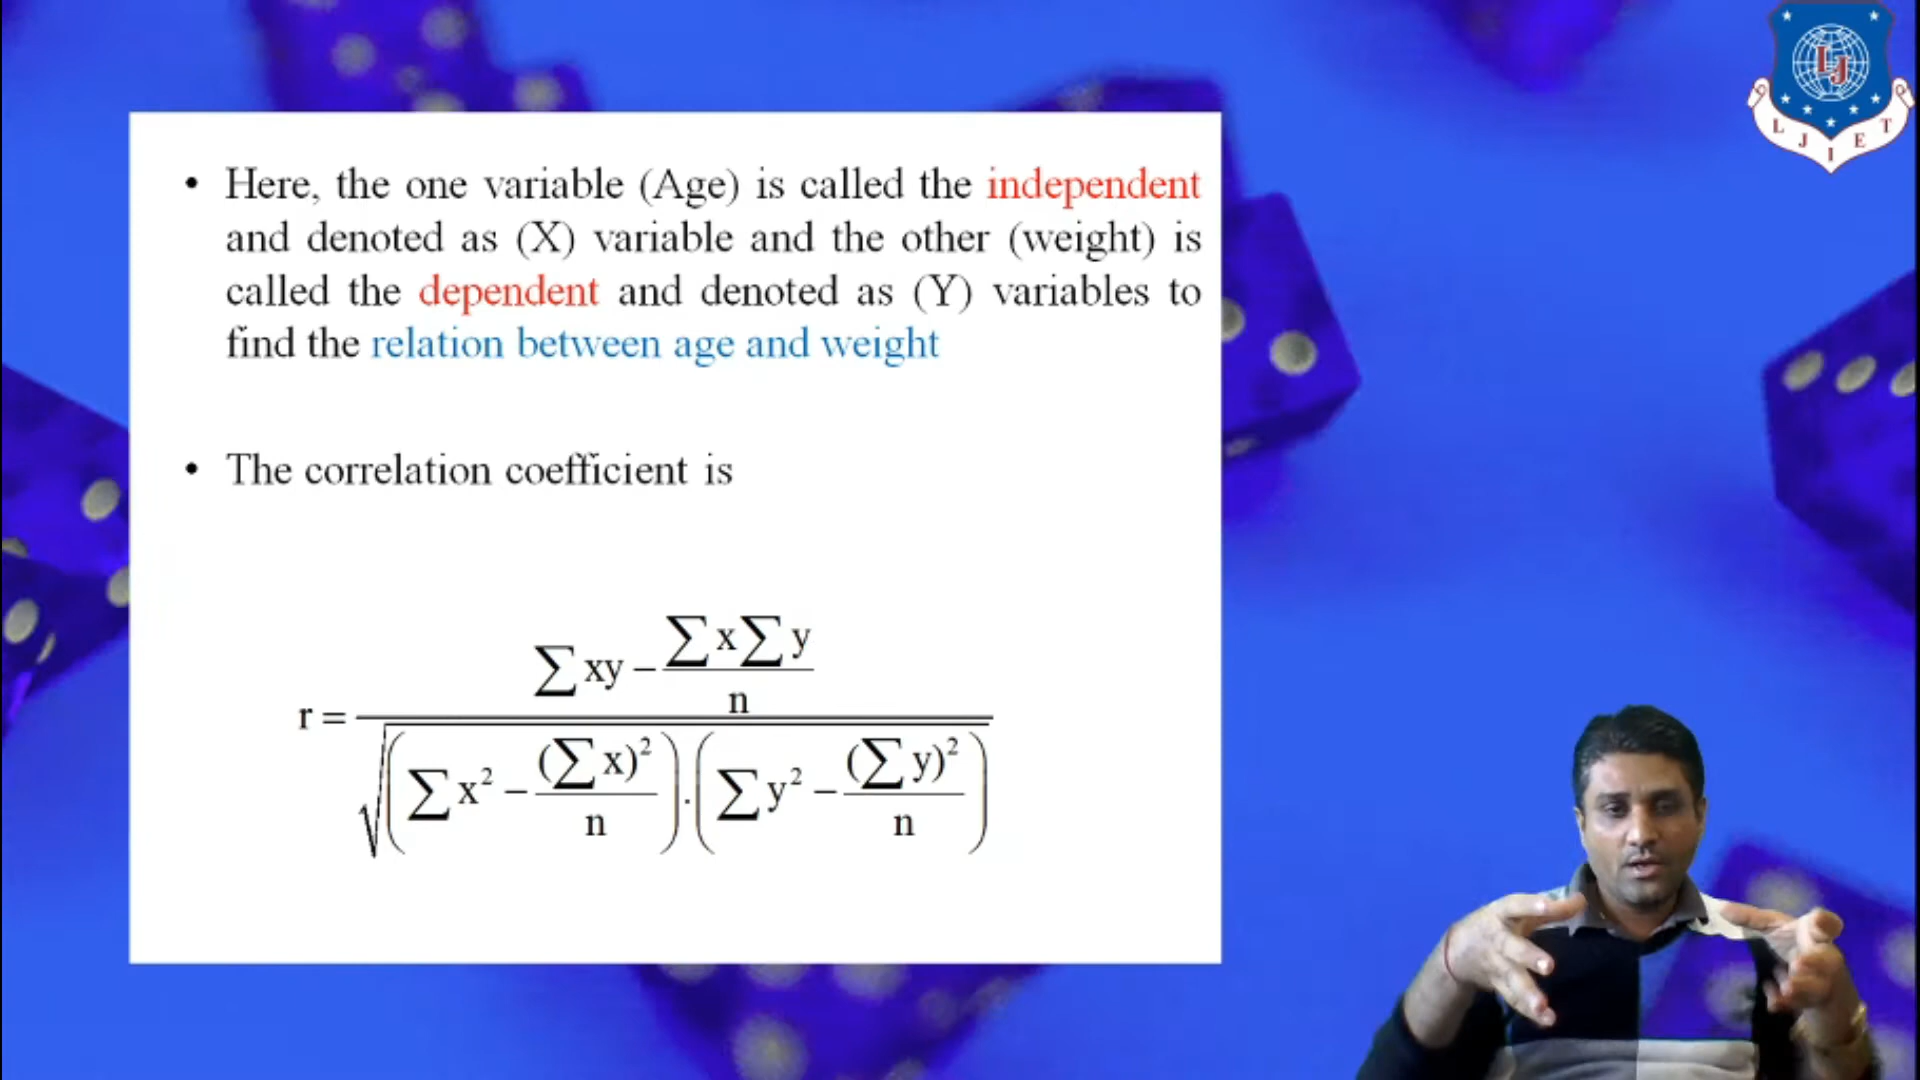 • Here, the one variable (Age) is called the independent
and denoted as (X) variable and the other (weight) is
called the dependent and denoted as (Y) variables to
find the relation between age and weight
• The correlation coefficient is
r = (∑xy − (∑x∑y)/n) / √((∑x² − (∑x)²/n).(∑y² − (∑y)²/n))
LJ
L J I E T